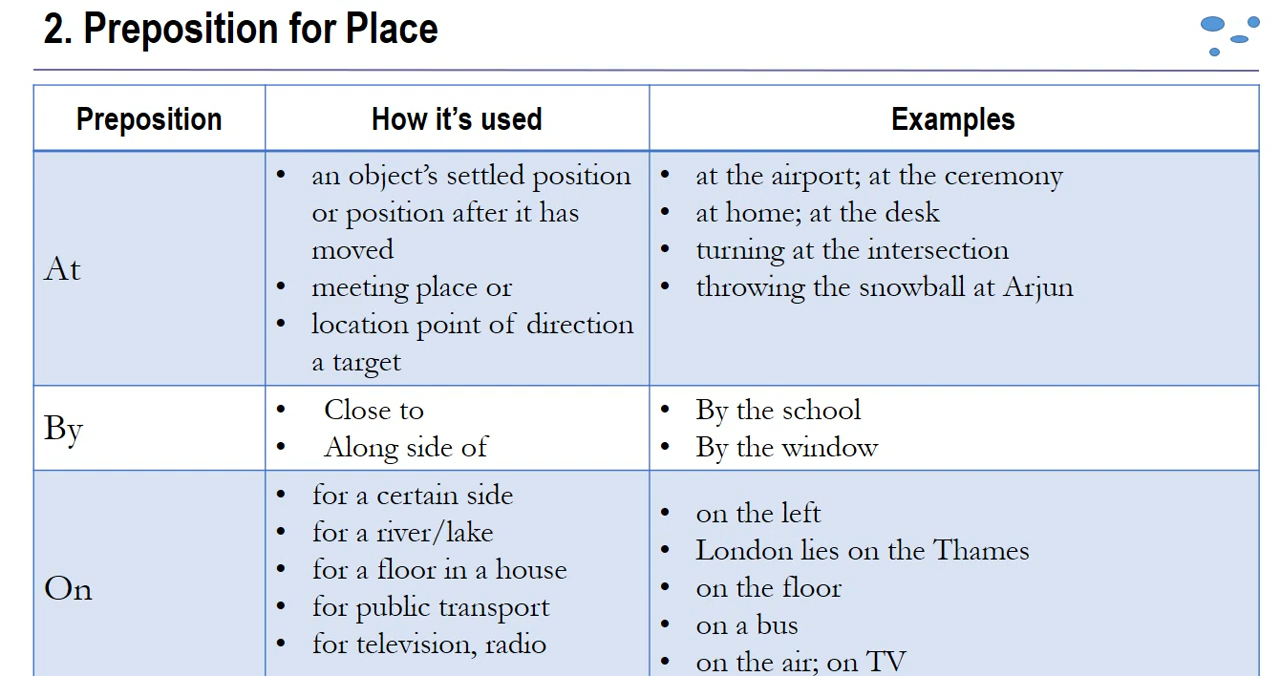 2. Preposition for Place
Preposition
How it's used
Examples
At
• an object's settled position
or position after it has
moved
• meeting place or
• location point of direction
a target
• at the airport; at the ceremony
• at home; at the desk
• turning at the intersection
• throwing the snowball at Arjun
By
• Close to
• Along side of
• By the school
• By the window
On
• for a certain side
• for a river/lake
• for a floor in a house
• for public transport
• for television, radio
• on the left
• London lies on the Thames
• on the floor
• on a bus
• on the air; on TV